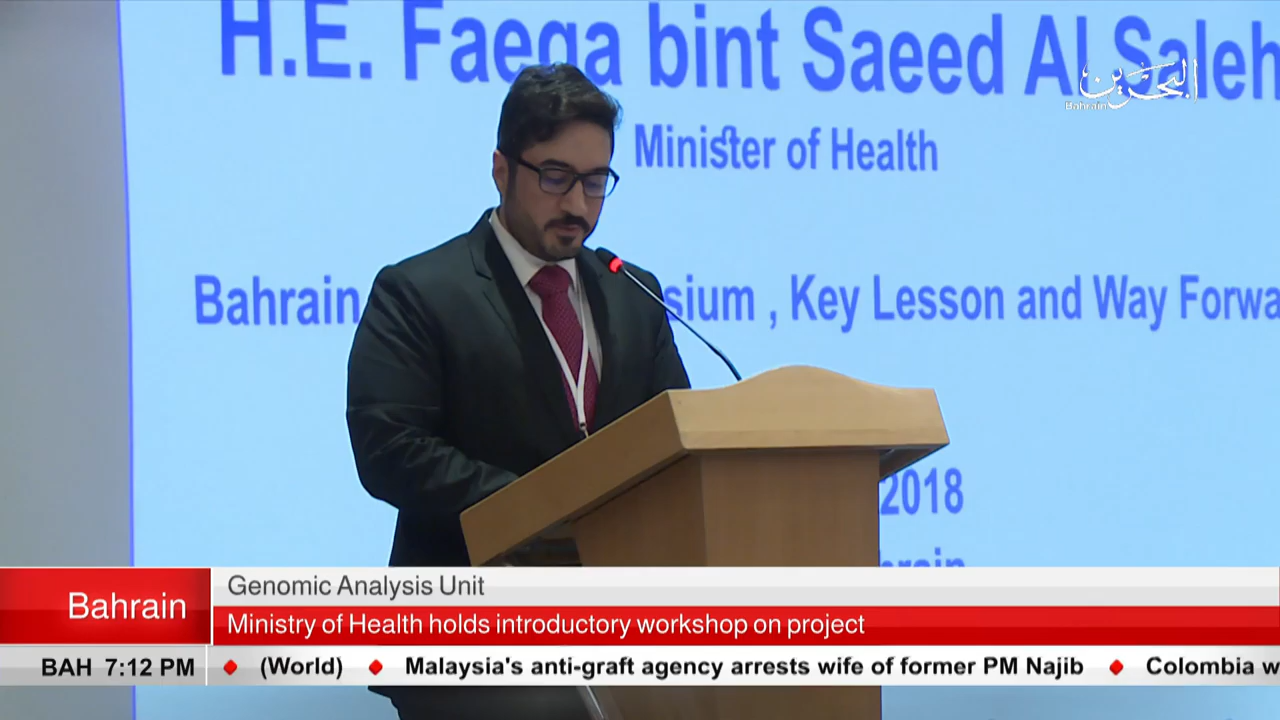 H.E. Faeqa bint Saeed Al Saleh
البحرين
Bahrain
Minister of Health
Bahrain sium , Key Lesson and Way Forwa
2018
Genomic Analysis Unit
Bahrain
Ministry of Health holds introductory workshop on project
BAH 7:12 PM (World) Malaysia's anti-graft agency arrests wife of former PM Najib Colombia w